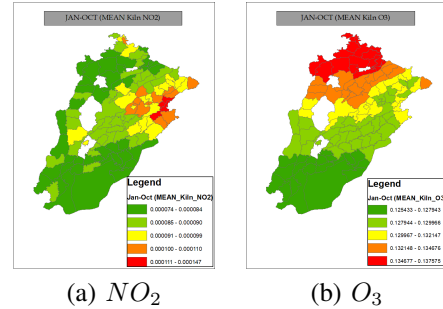 JAN-OCT (MEAN Kiln NO2)
Legend
Jan-Oct (MEAN_Kiln_NO2)
0.000074 - 0.000084
0.000085 - 0.000090
0.000091 - 0.000099
0.000100 - 0.000110
0.000111 - 0.000147
(a) NO2
JAN-OCT (MEAN Kiln O3)
Legend
Jan-Oct (MEAN_Kiln_O3
0.125433 - 0.127943
0.127944 - 0.129966
0.129967 - 0.132147
0.132148 - 0.134676
0.134677 - 0.137575
(b) O3